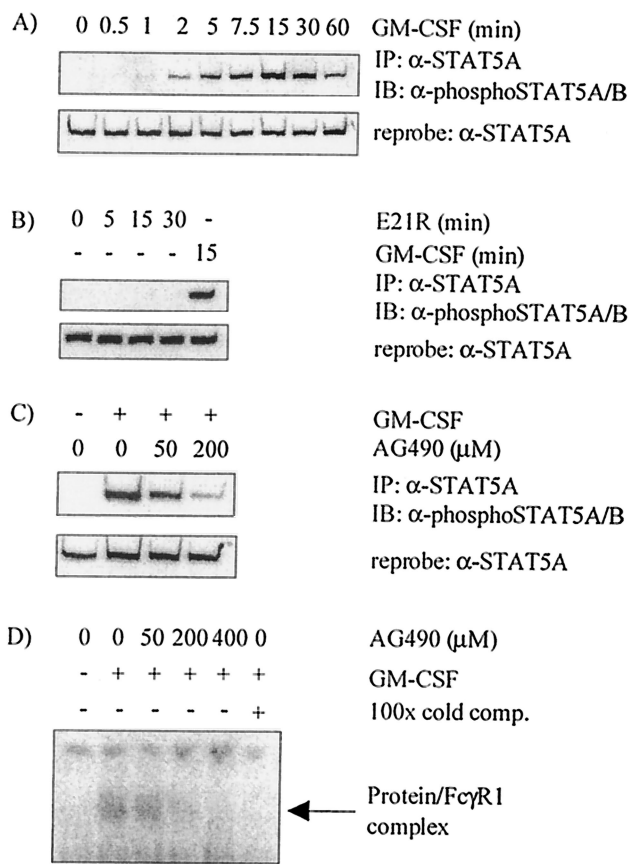 A) 0 0.5 1 2 5 7.5 15 30 60 GM-CSF (min)
IP: α-STAT5A
IB: α-phosphoSTAT5A/B
reprobe: α-STAT5A
B) 0 5 15 30 - E21R (min)
- - - - 15 GM-CSF (min)
IP: α-STAT5A
IB: α-phosphoSTAT5A/B
reprobe: α-STAT5A
C) - + + + GM-CSF
0 0 50 200 AG490 (μM)
IP: α-STAT5A
IB: α-phosphoSTAT5A/B
reprobe: α-STAT5A
D) 0 0 50 200 400 0 AG490 (μM)
- + + + + + GM-CSF
- - - - - + 100x cold comp.
Protein/FcγR1
complex